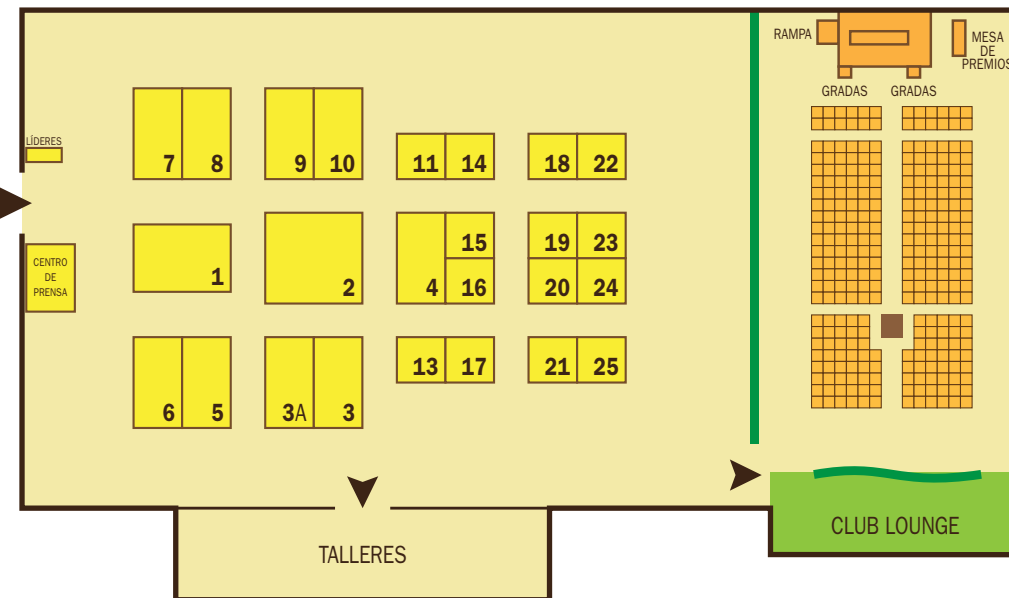 RAMPA
MESA
DE
PREMIOS
GRADAS GRADAS
LÍDERES
7 8 9 10 11 14 18 22
CENTRO
DE
PRENSA
1 2 4 15 16 19 23 20 24
6 5 3A 3 13 17 21 25
TALLERES
CLUB LOUNGE